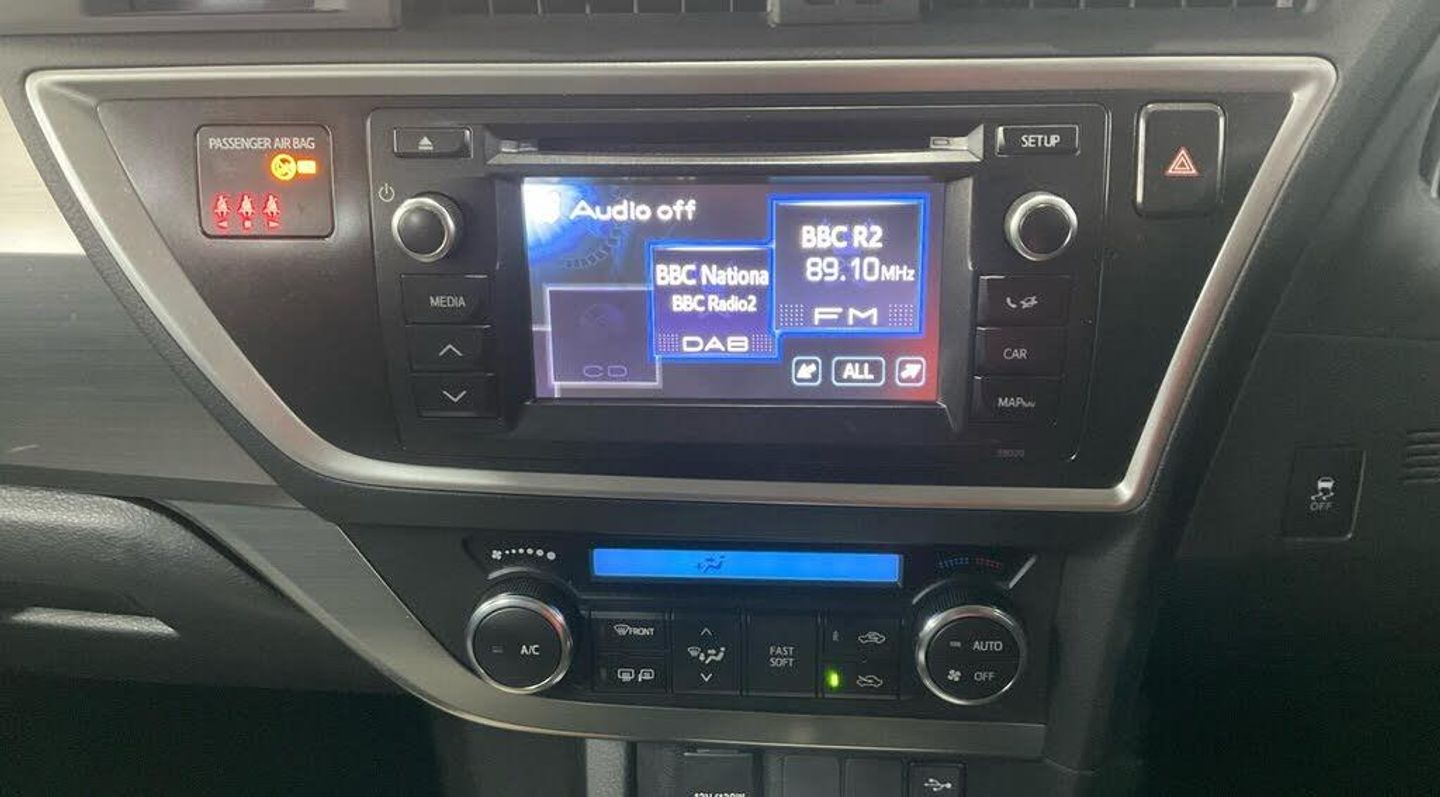 PASSENGER AIR BAG
SETUP
Audio off
BBC R2
89.10MHz
FM
BBC Nationa
BBC Radio2
DAB
CD
ALL
MEDIA
CAR
MAP
OFF
A/C
FRONT
FAST
SOFT
AUTO
OFF